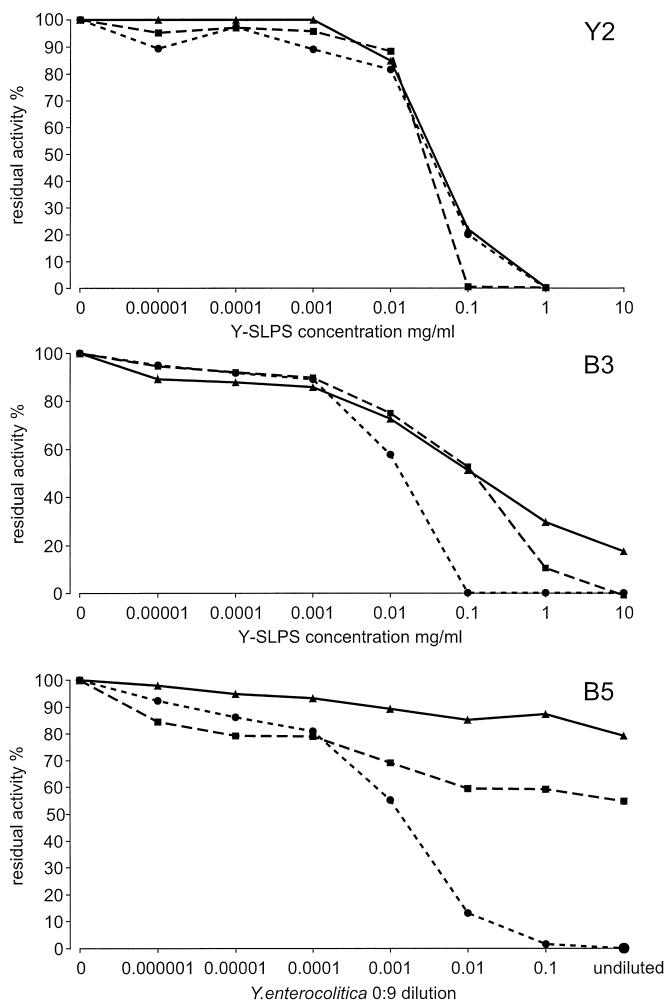 Y2
100
90
80
70
60
50
40
30
20
10
0
residual activity %
0 0.00001 0.0001 0.001 0.01 0.1 1 10
Y-SLPS concentration mg/ml
B3
100
80
60
40
20
0
residual activity %
0 0.00001 0.0001 0.001 0.01 0.1 1 10
Y-SLPS concentration mg/ml
B5
100
90
80
70
60
50
40
30
20
10
0
residual activity %
0 0.000001 0.00001 0.0001 0.001 0.01 0.1 undiluted
Y.enterocolitica 0:9 dilution